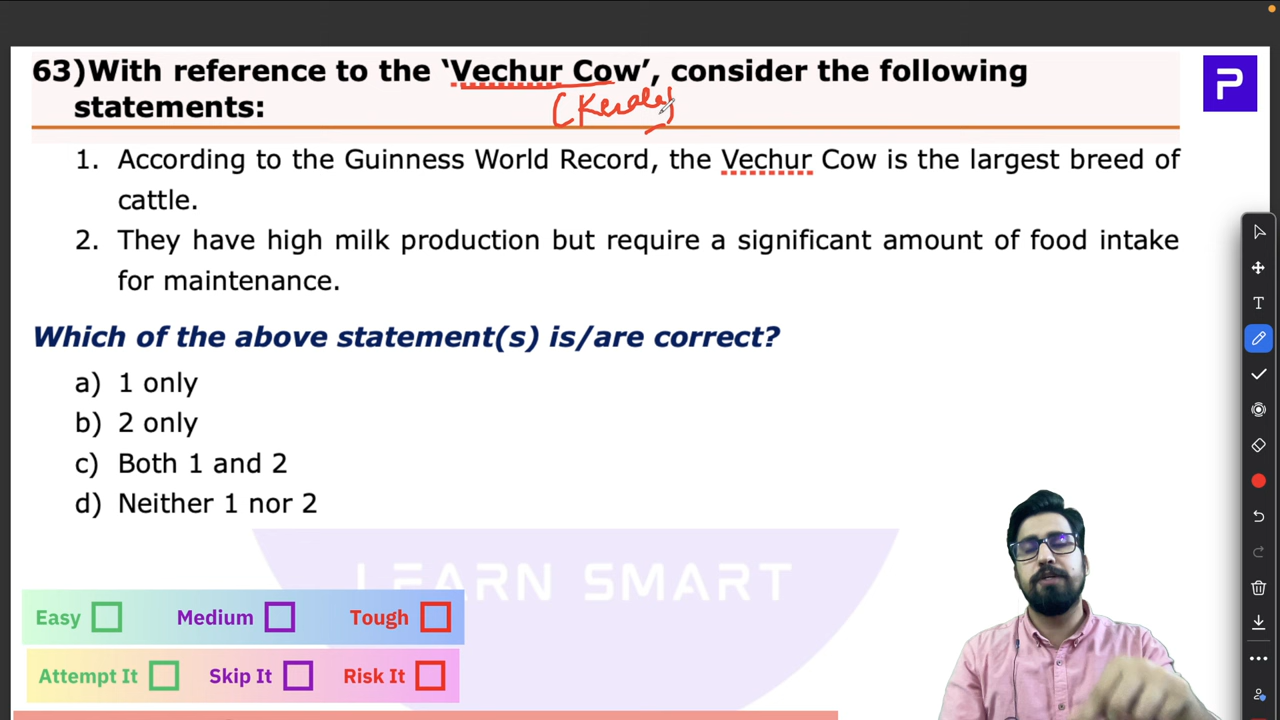 63)With reference to the ‘Vechur Cow’, consider the following
statements:
(Kerala)
1. According to the Guinness World Record, the Vechur Cow is the largest breed of
cattle.
2. They have high milk production but require a significant amount of food intake
for maintenance.
Which of the above statement(s) is/are correct?
a) 1 only
b) 2 only
c) Both 1 and 2
d) Neither 1 nor 2
LEARN SMART
Easy Medium Tough
Attempt It Skip It Risk It
P
T